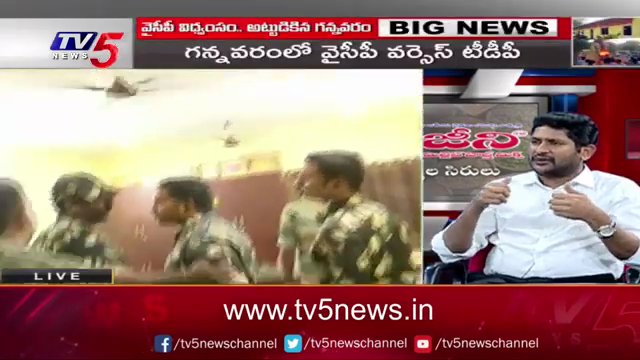 TV5
NEWS
వైసీపీ విధ్వంసం.. అట్టుడికిన గన్నవరం
BIG NEWS
గన్నవరంలో వైసీపీ వర్సెస్ టీడీపీ
ల సిరులు
LIVE
www.tv5news.in
/tv5newschannel
/tv5newschannel
/tv5newschannel